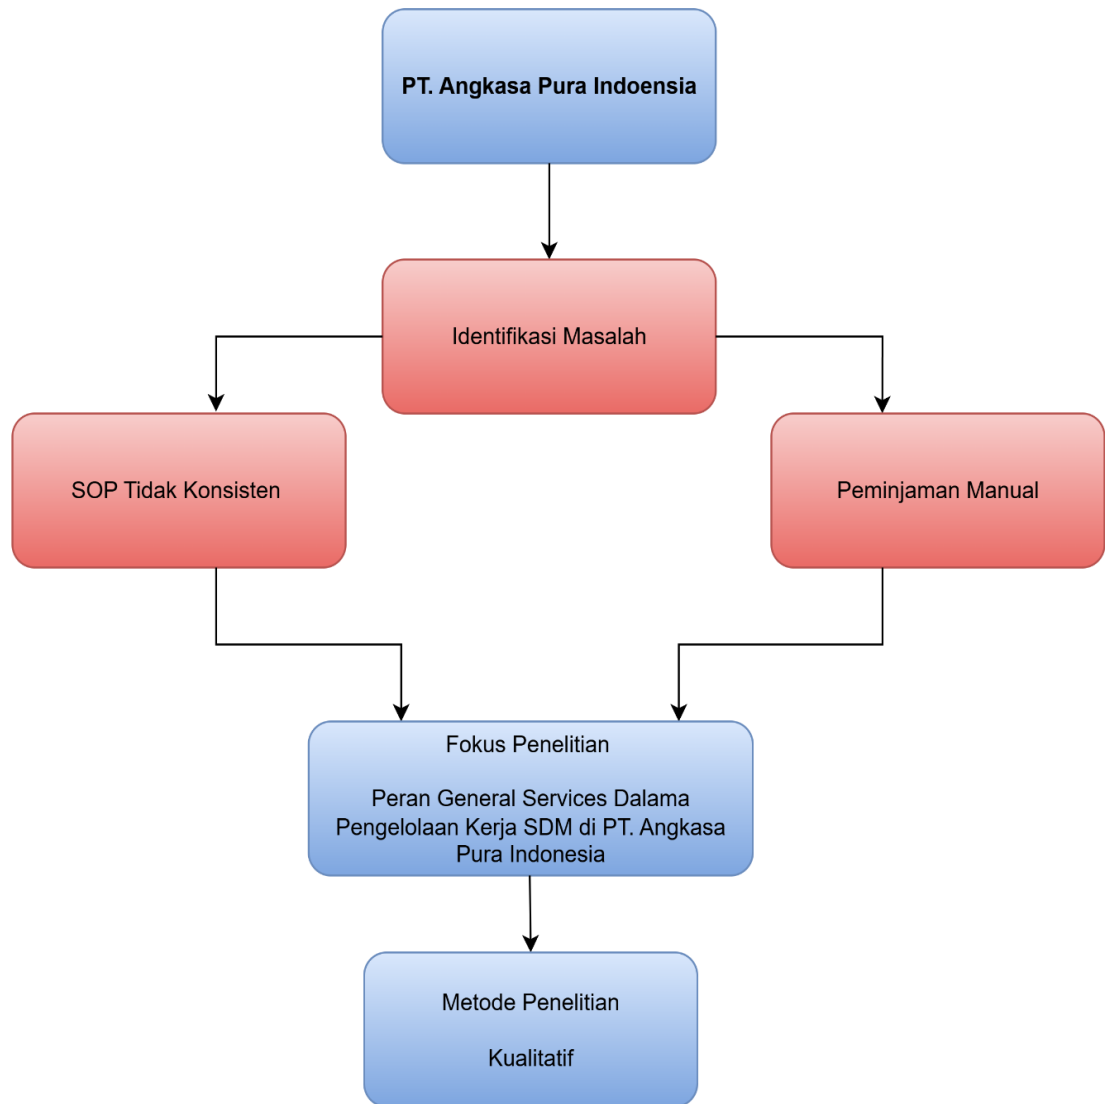 PT. Angkasa Pura Indoensia
Identifikasi Masalah
SOP Tidak Konsisten
Peminjaman Manual
Fokus Penelitian
Peran General Services Dalama
Pengelolaan Kerja SDM di PT. Angkasa
Pura Indonesia
Metode Penelitian
Kualitatif